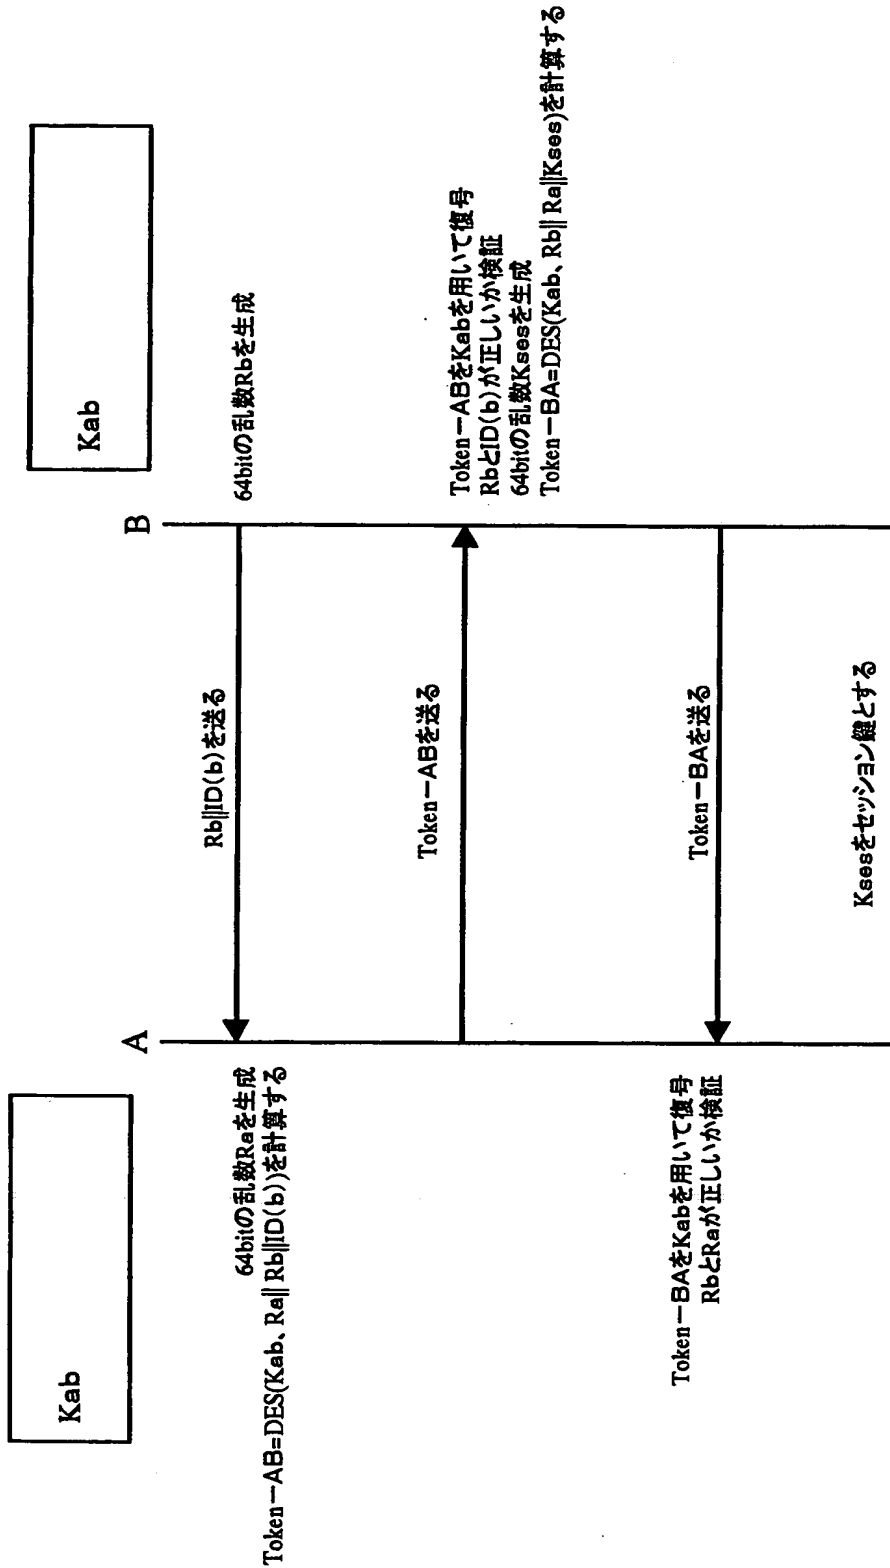 Kab
Kab
A
B
64bitの乱数Rbを生成
Rb||ID(b)を送る
64bitの乱数Raを生成
Token－AB=DES(Kab、Ra|| Rb||ID(b))を計算する
Token－ABを送る
Token－ABをKabを用いて復号
RbとID(b)が正しいか検証
64bitの乱数Ksesを生成
Token－BA=DES(Kab、Rb|| Ra||Kses)を計算する
Token－BAを送る
Token－BAをKabを用いて復号
RbとRaが正しいか検証
Ksesをセッション鍵とする